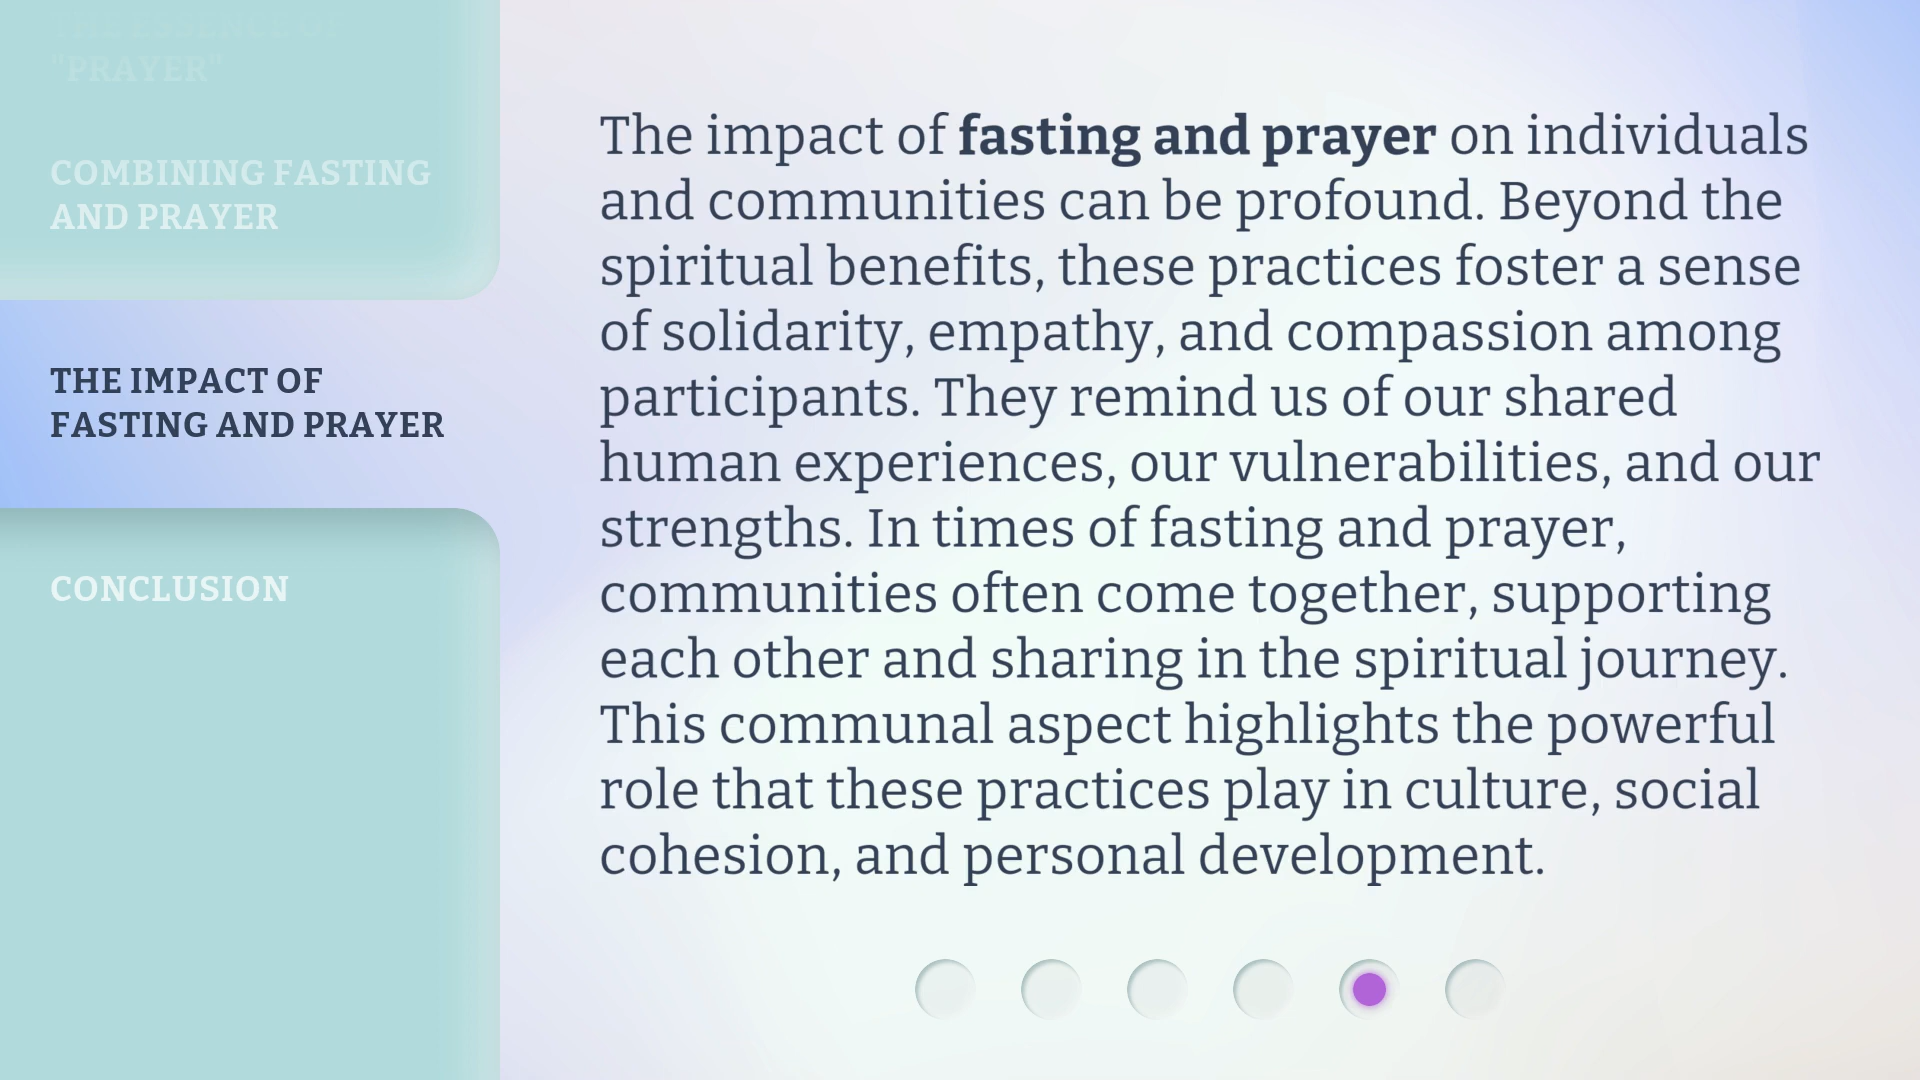 THE ESSENCE OF
"PRAYER"
COMBINING FASTING
AND PRAYER
THE IMPACT OF
FASTING AND PRAYER
CONCLUSION
The impact of fasting and prayer on individuals
and communities can be profound. Beyond the
spiritual benefits, these practices foster a sense
of solidarity, empathy, and compassion among
participants. They remind us of our shared
human experiences, our vulnerabilities, and our
strengths. In times of fasting and prayer,
communities often come together, supporting
each other and sharing in the spiritual journey.
This communal aspect highlights the powerful
role that these practices play in culture, social
cohesion, and personal development.